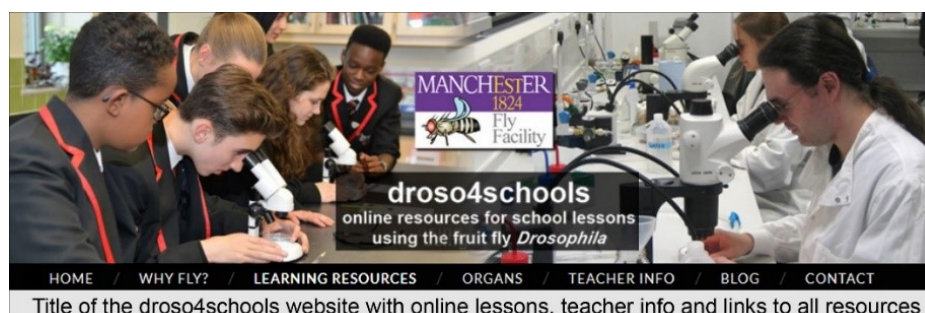 MANCHESTER
1824
Fly
Facility
droso4schools
online resources for school lessons
using the fruit fly Drosophila
HOME / WHY FLY? / LEARNING RESOURCES / ORGANS / TEACHER INFO / BLOG / CONTACT
Title of the droso4schools website with online lessons, teacher info and links to all resources